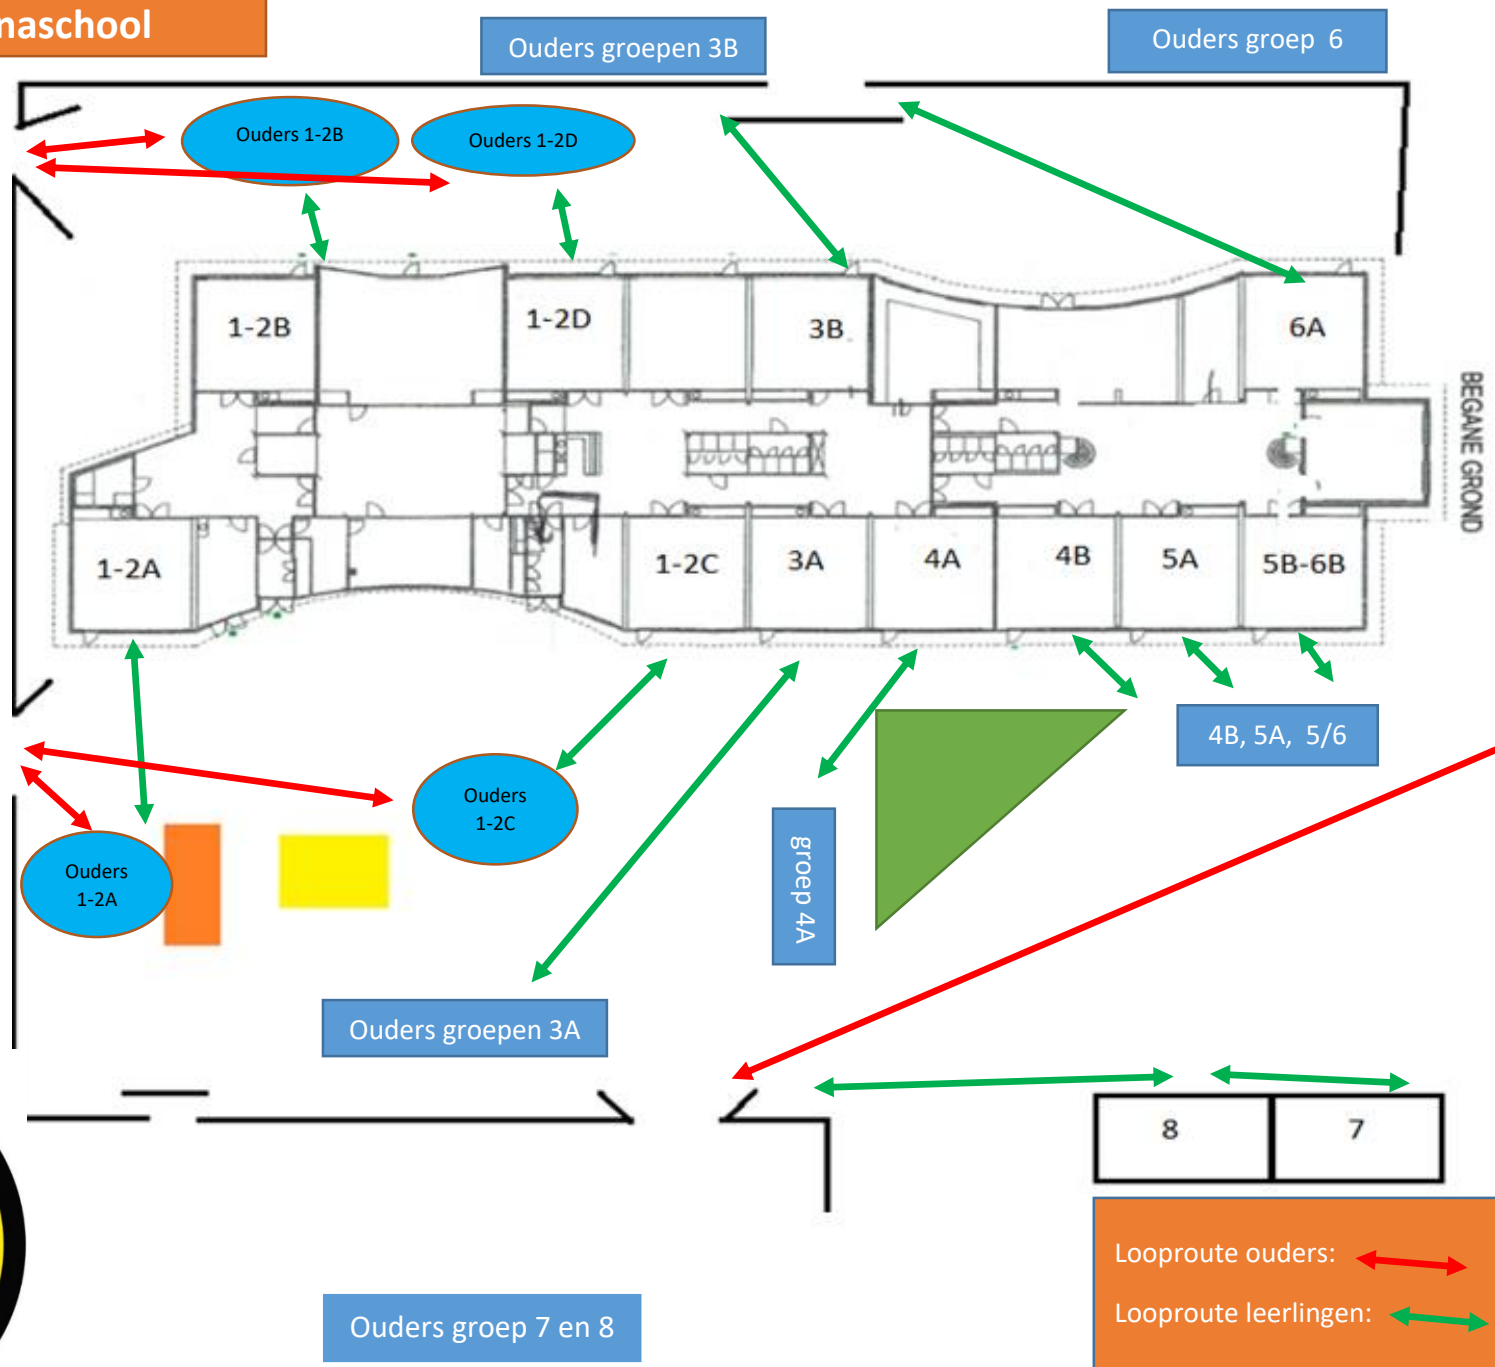 naschool
Ouders groepen 3B
Ouders groep  6
Ouders 1-2B
Ouders 1-2D
1-2B
1-2D
3B
6A
BEGANE GROND
1-2A
1-2C
3A
4A
4B
5A
5B-6B
4B, 5A,  5/6
Ouders
1-2C
groep 4A
Ouders
1-2A
Ouders groepen 3A
8
7
Looproute ouders:
Looproute leerlingen:
Ouders groep 7 en 8